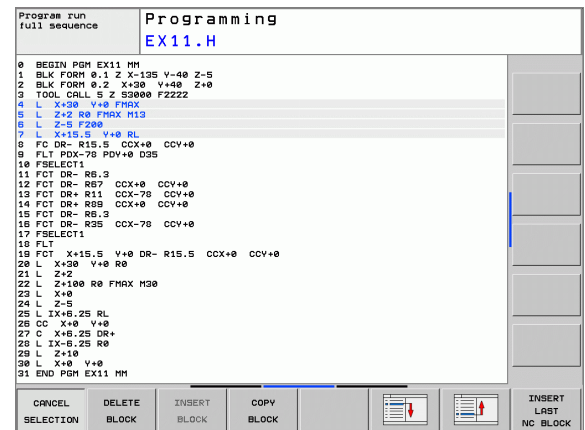 Program run
full sequence
Programming
EX11.H
0 BEGIN PGM EX11 MM
1 BLK FORM 0.1 Z X-135 Y-40 Z-5
2 BLK FORM 0.2 X+30 Y+40 Z+0
3 TOOL CALL 5 Z S3000 F2222
4 L X+30 Y+0 FMAX
5 L Z+2 R0 FMAX M13
6 L Z-5 F200
7 L X+15.5 Y+0 RL
8 FC DR- R15.5 CCX+0 CCY+0
9 FLT PDX-78 PDY+0 D35
10 FSELECT1
11 FCT DR- R6.3
12 FCT DR- R67 CCX+0 CCY+0
13 FCT DR+ R11 CCX-78 CCY+0
14 FCT DR+ R89 CCX+0 CCY+0
15 FCT DR- R6.3
16 FCT DR- R35 CCX-78 CCY+0
17 FSELECT1
18 FLT
19 FCT X+15.5 Y+0 DR- R15.5 CCX+0 CCY+0
20 L X+30 Y+0 R0
21 L Z+2
22 L Z+100 R0 FMAX M30
23 L X+0
24 L Z-5
25 L IX+6.25 RL
26 CC X+0 Y+0
27 C X+6.25 DR+
28 L IX-6.25 R0
29 L Z+10
30 L X+0 Y+0
31 END PGM EX11 MM
CANCEL
SELECTION
DELETE
BLOCK
INSERT
BLOCK
COPY
BLOCK
INSERT
LAST
NC BLOCK